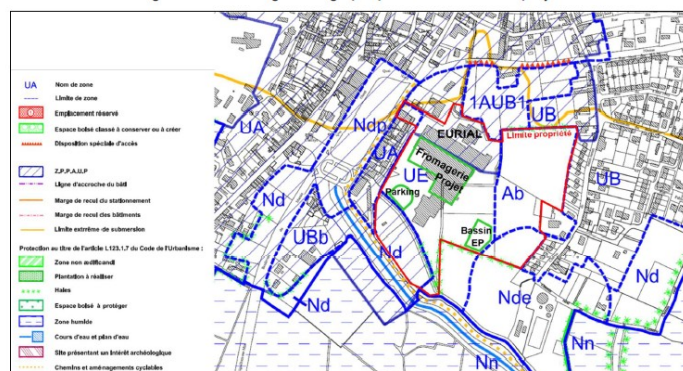 UA Nom de zone
Limite de zone
Emplacement réservé
Espace boisé classé à conserver ou à créer
Disposition spéciale d'accès
Z.P.P.A.U.P
Ligne d'accroche du bâti
Marge de recul du stationnement
Marge de recul des bâtiments
Limite extrême de submersion
Protection au titre de l'article L123.1.7 du Code de l'Urbanisme :
Zone non ædificandi
Plantation à réaliser
Haies
Espace boisé à protéger
Zone humide
Cours d'eau et plan d'eau
Site présentant un intérêt archéologique
Chemins et aménagements cyclables
UA
Ndp
1AUB1
UB
EURIAL
Limite propriété
UA
Fromagerie
UE
Projet
Parking
Ab
UB
Nd
Bassin
EP
UBb
Nd
Nd
Nd
Nde
Nn
Nn